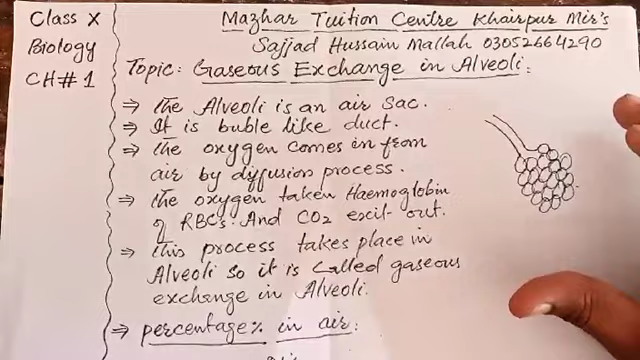 Class X
Biology
CH# 1
Mazhar Tuition Centre Khairpur Mir's
Sajjad Hussain Mallah 03052664290
Topic: Gaseous Exchange in Alveoli:
⇒ The Alveoli is an air sac.
⇒ It is buble like duct.
⇒ The oxygen comes in from
air by diffusion process.
⇒ The oxygen taken Haemoglobin
of RBC's. And CO2 excit out.
⇒ This process takes place in
Alveoli so it is called gaseous
exchange in Alveoli.
⇒ percentage% in air: